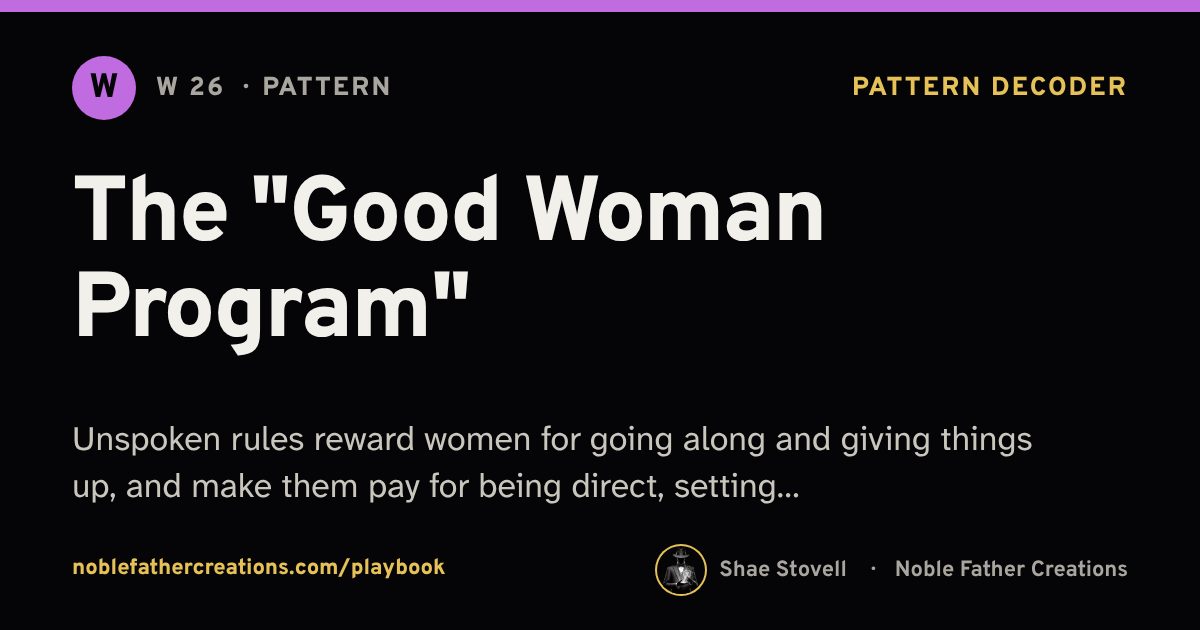 W
W 26 · PATTERN
PATTERN DECODER
The "Good Woman
Program"
Unspoken rules reward women for going along and giving things
up, and make them pay for being direct, setting...
noblefathercreations.com/playbook
Shae Stovell · Noble Father Creations